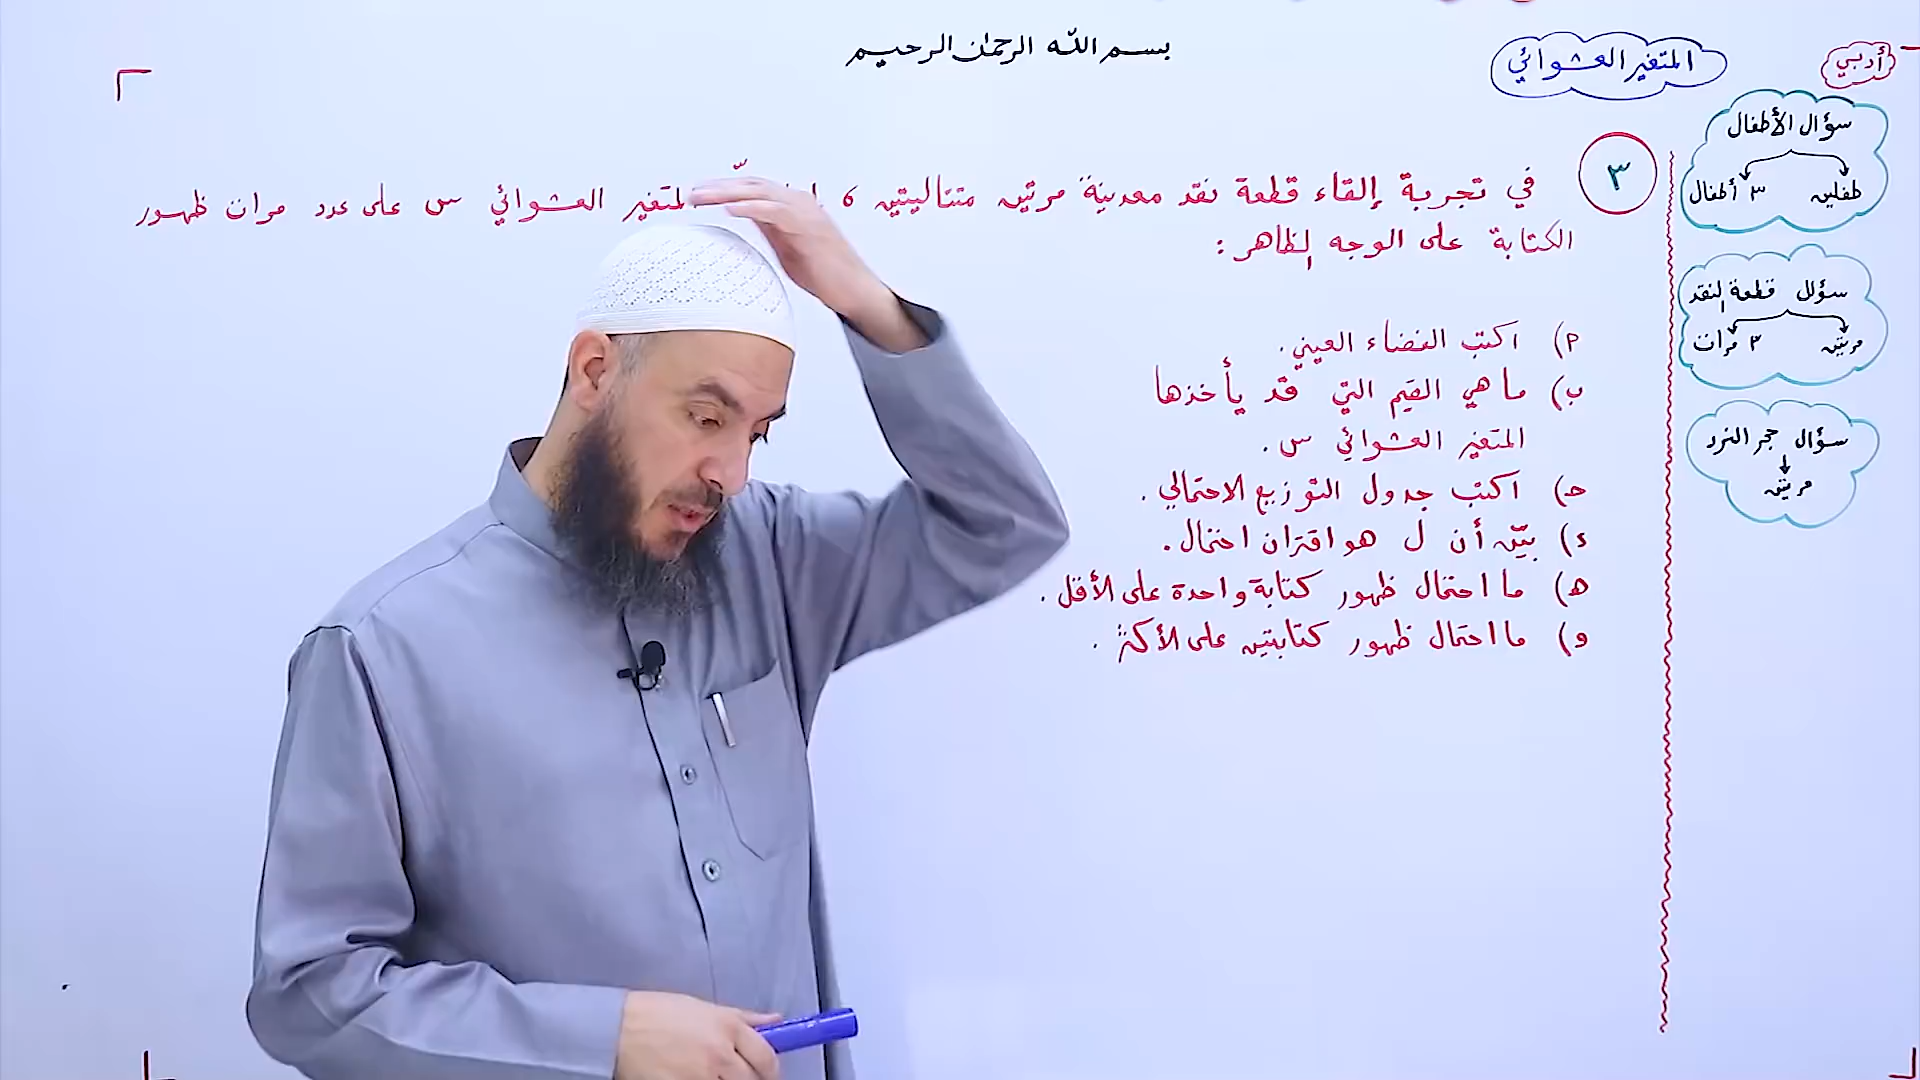 بسم الله الرحمان الرحيم
المتغير العشوائي
أدبي
٣
في تجربة إلقاء قطعة نقد معدنية مرتين متتاليتين ، المتغير العشوائي س على عدد مرات ظهور
الكتابة على الوجه الظاهر :
م) اكتب الفضاء العيني.
ب) ما هي القيم التي قد يأخذها
المتغير العشوائي س .
حـ) اكتب جدول التوزيع الاحتمالي .
ء) بيّن أن ل هو اقتران احتمال .
هـ) ما احتمال ظهور كتابة واحدة على الأقل .
و) ما احتمال ظهور كتابتين على الأكثر .
سؤال الأطفال
طفلين ٣ أطفال
سؤال قطعة النقد
مرتين ٣ مرات
سؤال حجر النرد
مرتين